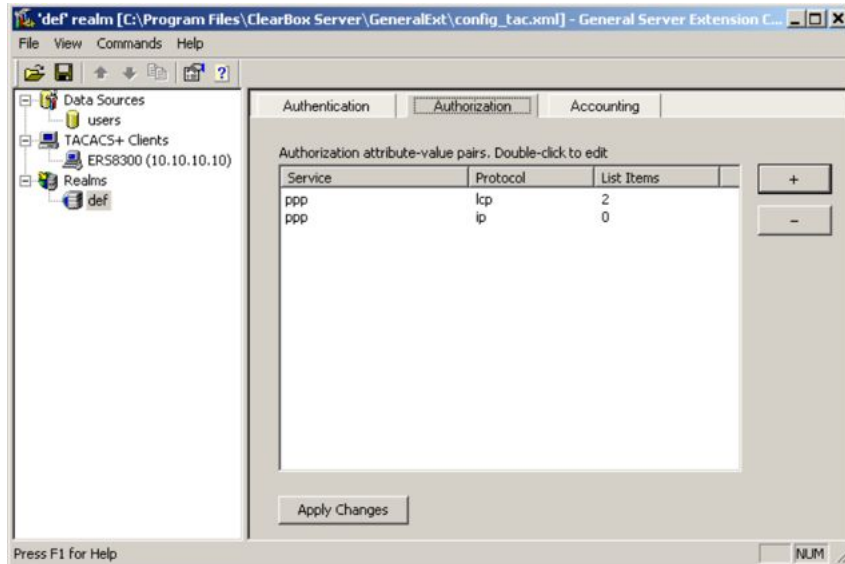 'def' realm [C:\Program Files\ClearBox Server\GeneralExt\config_tac.xml] - General Server Extension C...
File View Commands Help
Data Sources
users
TACACS+ Clients
ERS8300 (10.10.10.10)
Realms
def
Authentication Authorization Accounting
Authorization attribute-value pairs. Double-click to edit
Service Protocol List Items
ppp lcp 2
ppp ip 0
+
-
Apply Changes
Press F1 for Help NUM